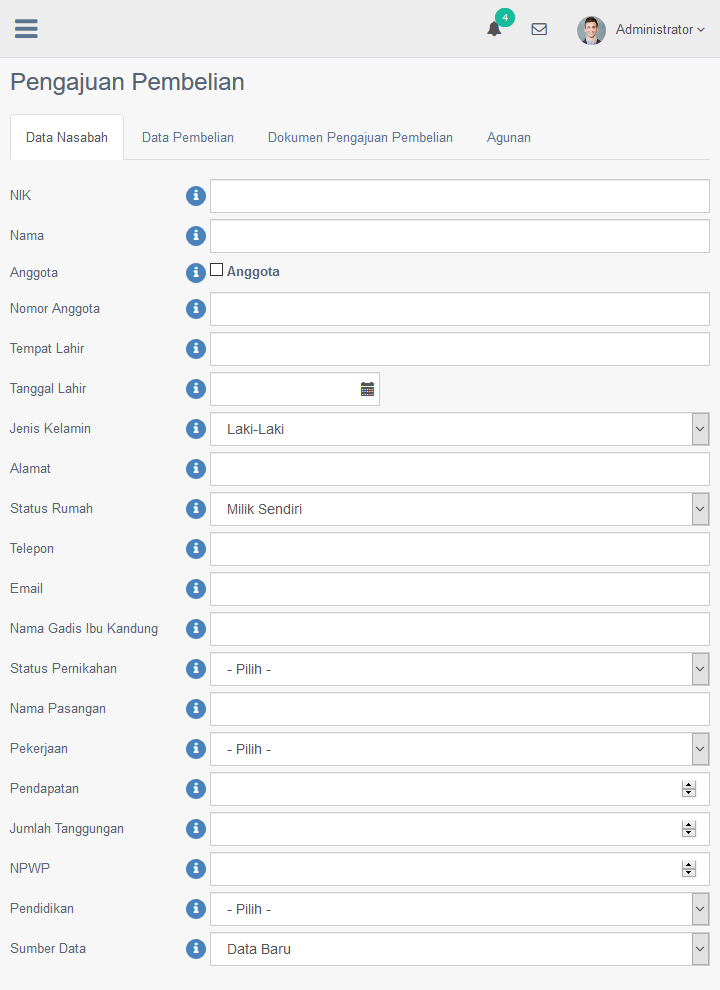 4
Administrator
Pengajuan Pembelian
Data Nasabah
Data Pembelian
Dokumen Pengajuan Pembelian
Agunan
NIK
Nama
Anggota
Anggota
Nomor Anggota
Tempat Lahir
Tanggal Lahir
Jenis Kelamin
Laki-Laki
Alamat
Status Rumah
Milik Sendiri
Telepon
Email
Nama Gadis Ibu Kandung
Status Pernikahan
- Pilih -
Nama Pasangan
Pekerjaan
- Pilih -
Pendapatan
Jumlah Tanggungan
NPWP
Pendidikan
- Pilih -
Sumber Data
Data Baru